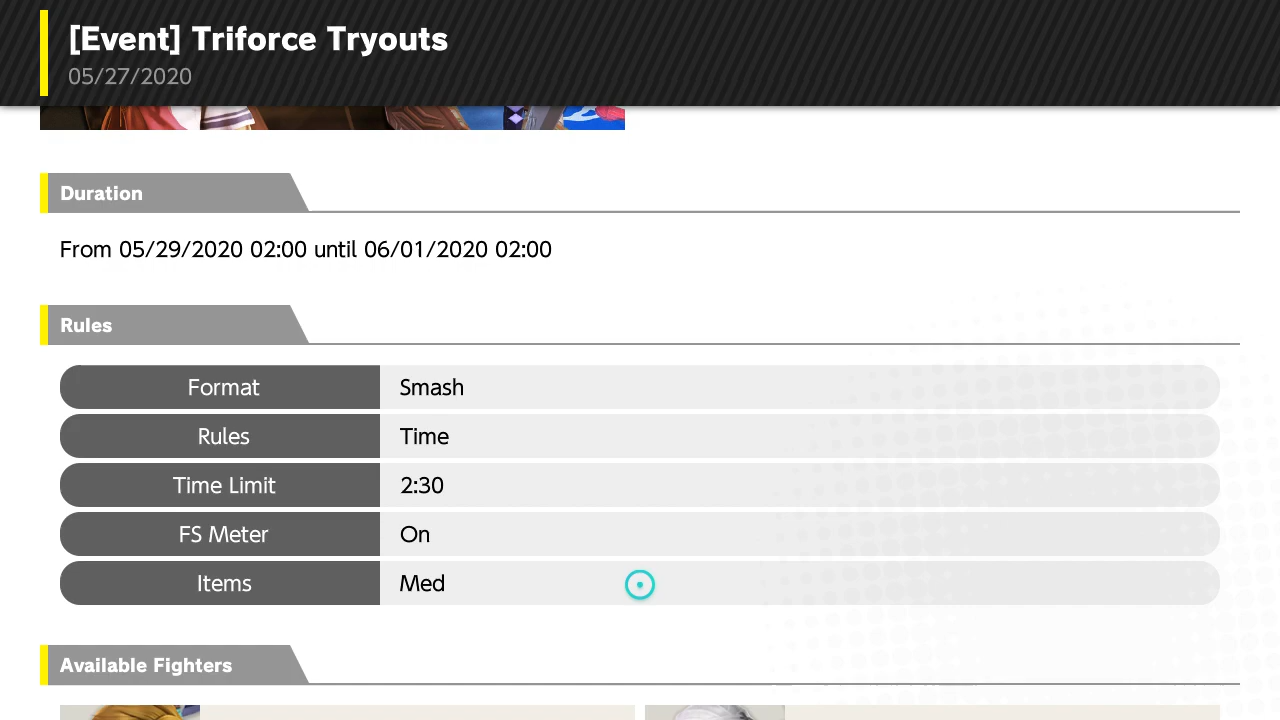 [Event] Triforce Tryouts
05/27/2020
Duration
From 05/29/2020 02:00 until 06/01/2020 02:00
Rules
Format Smash
Rules Time
Time Limit 2:30
FS Meter On
Items Med
Available Fighters